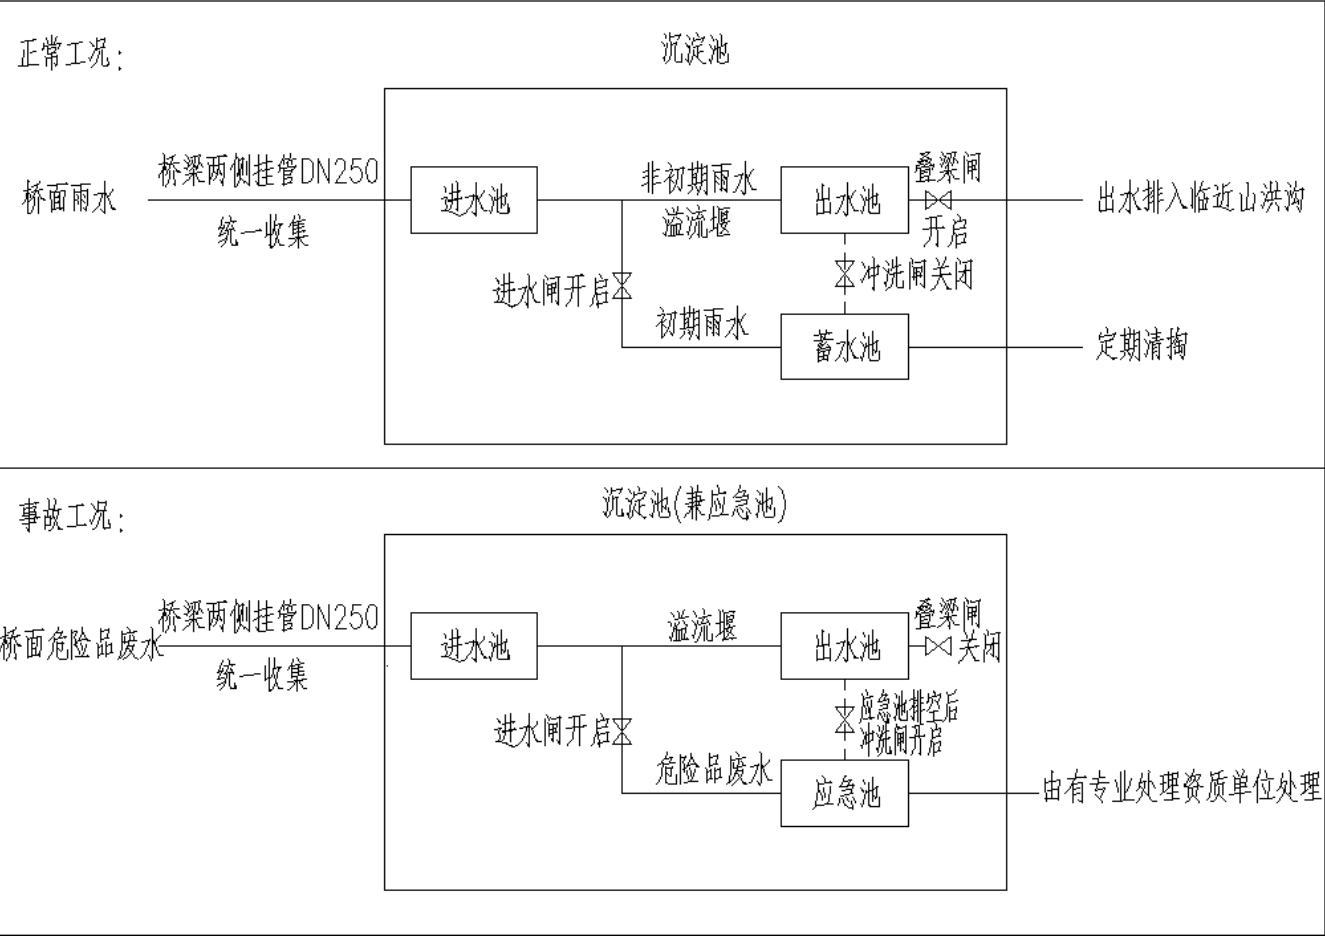 正常工况:
沉淀池
桥面雨水
桥梁两侧挂管DN250
统一收集
进水池
非初期雨水
溢流堰
出水池
叠梁闸
开启
出水排入临近山洪沟
进水闸开启
冲洗闸关闭
初期雨水
蓄水池
定期清掏
事故工况:
沉淀池(兼应急池)
桥面危险品废水
桥梁两侧挂管DN250
统一收集
进水池
溢流堰
出水池
叠梁闸
关闭
进水闸开启
应急池排空后
冲洗闸开启
危险品废水
应急池
由有专业处理资质单位处理